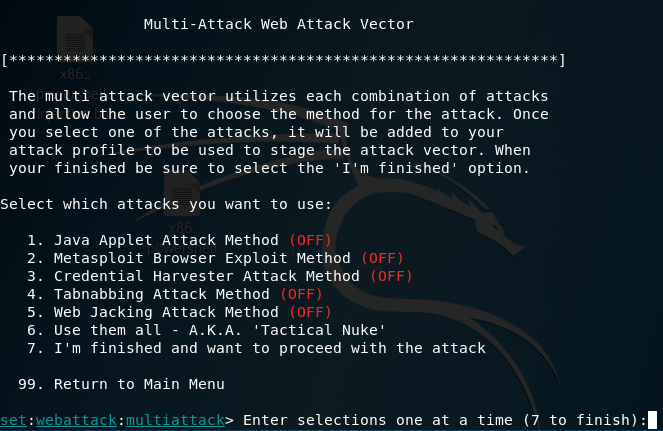 Multi-Attack Web Attack Vector
[*************************************************************]
The multi attack vector utilizes each combination of attacks
and allow the user to choose the method for the attack. Once
you select one of the attacks, it will be added to your
attack profile to be used to stage the attack vector. When
your finished be sure to select the 'I'm finished' option.
Select which attacks you want to use:
1. Java Applet Attack Method (OFF)
2. Metasploit Browser Exploit Method (OFF)
3. Credential Harvester Attack Method (OFF)
4. Tabnabbing Attack Method (OFF)
5. Web Jacking Attack Method (OFF)
6. Use them all - A.K.A. 'Tactical Nuke'
7. I'm finished and want to proceed with the attack
99. Return to Main Menu
set:webattack:multiattack> Enter selections one at a time (7 to finish):